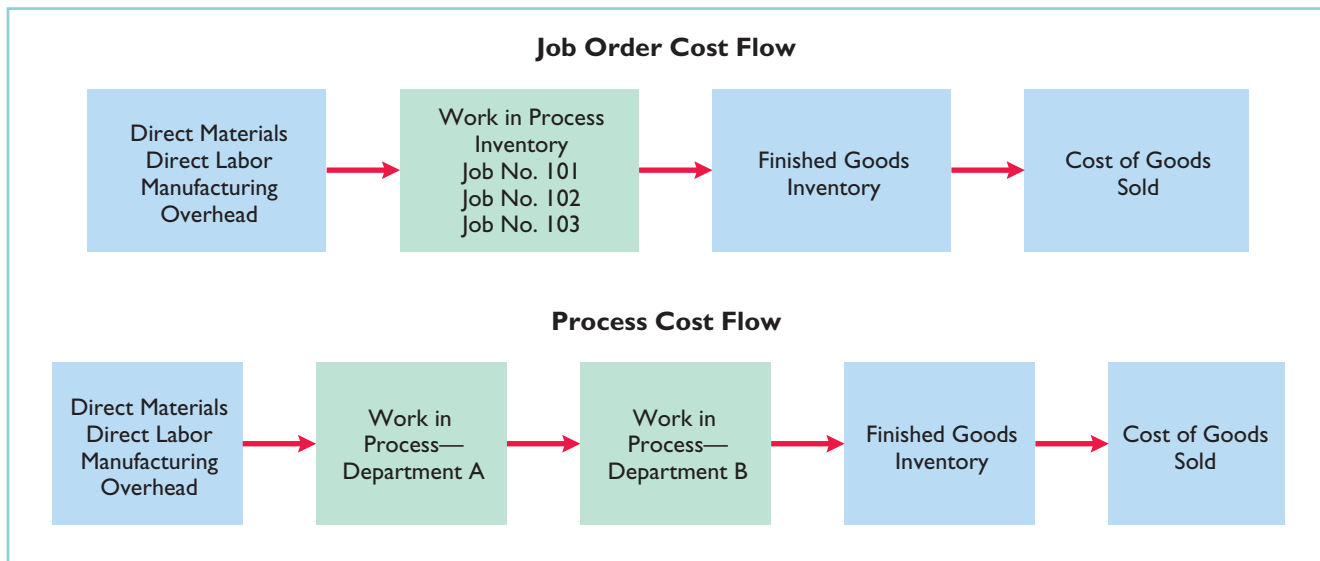 Job Order Cost Flow
Direct Materials
Direct Labor
Manufacturing
Overhead
Work in Process
Inventory
Job No. 101
Job No. 102
Job No. 103
Finished Goods
Inventory
Cost of Goods
Sold
Process Cost Flow
Direct Materials
Direct Labor
Manufacturing
Overhead
Work in
Process—
Department A
Work in
Process—
Department B
Finished Goods
Inventory
Cost of Goods
Sold